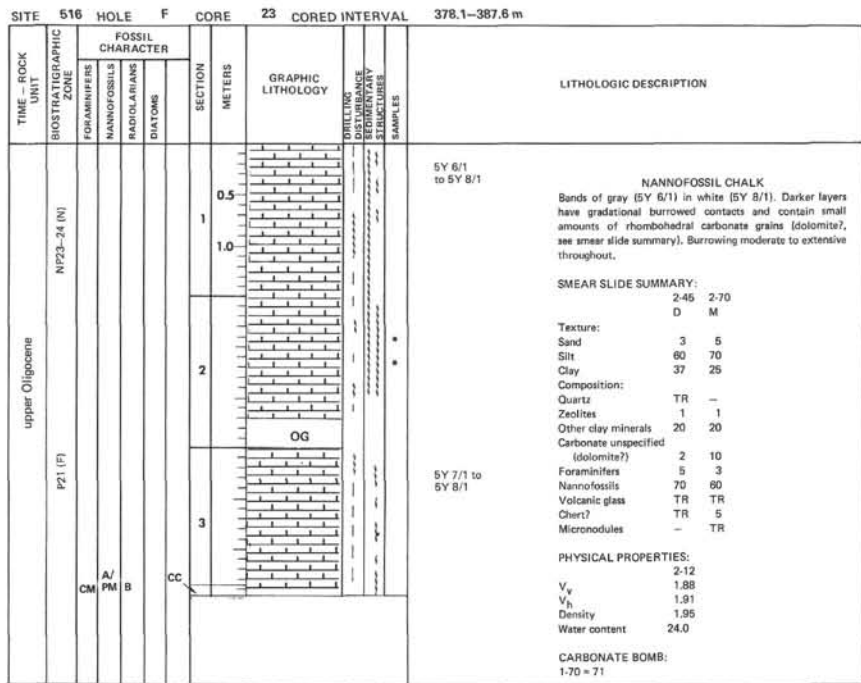 SITE 516 HOLE F CORE 23 CORED INTERVAL 378.1–387.6 m
TIME – ROCK UNIT
BIOSTRATIGRAPHIC ZONE
FOSSIL CHARACTER
FORAMINIFERS
NANNOFOSSILS
RADIOLARIANS
DIATOMS
SECTION
METERS
GRAPHIC LITHOLOGY
DRILLING DISTURBANCE
SEDIMENTARY STRUCTURES
SAMPLES
LITHOLOGIC DESCRIPTION
upper Oligocene
NP23–24 (N)
P21 (F)
CM
A/ PM
B
CC
1
0.5
1.0
2
OG
3
*
*
5Y 6/1
to 5Y 8/1
5Y 7/1 to
5Y 8/1
NANNOFOSSIL CHALK
Bands of gray (5Y 6/1) in white (5Y 8/1). Darker layers
have gradational burrowed contacts and contain small
amounts of rhombohedral carbonate grains (dolomite?,
see smear slide summary). Burrowing moderate to extensive
throughout.
SMEAR SLIDE SUMMARY:
2-45 2-70
D M
Texture:
Sand 3 5
Silt 60 70
Clay 37 25
Composition:
Quartz TR –
Zeolites 1 1
Other clay minerals 20 20
Carbonate unspecified
(dolomite?) 2 10
Foraminifers 5 3
Nannofossils 70 60
Volcanic glass TR TR
Chert? TR 5
Micronodules – TR
PHYSICAL PROPERTIES:
2-12
Vv 1.88
Vh 1.91
Density 1.95
Water content 24.0
CARBONATE BOMB:
1-70 = 71